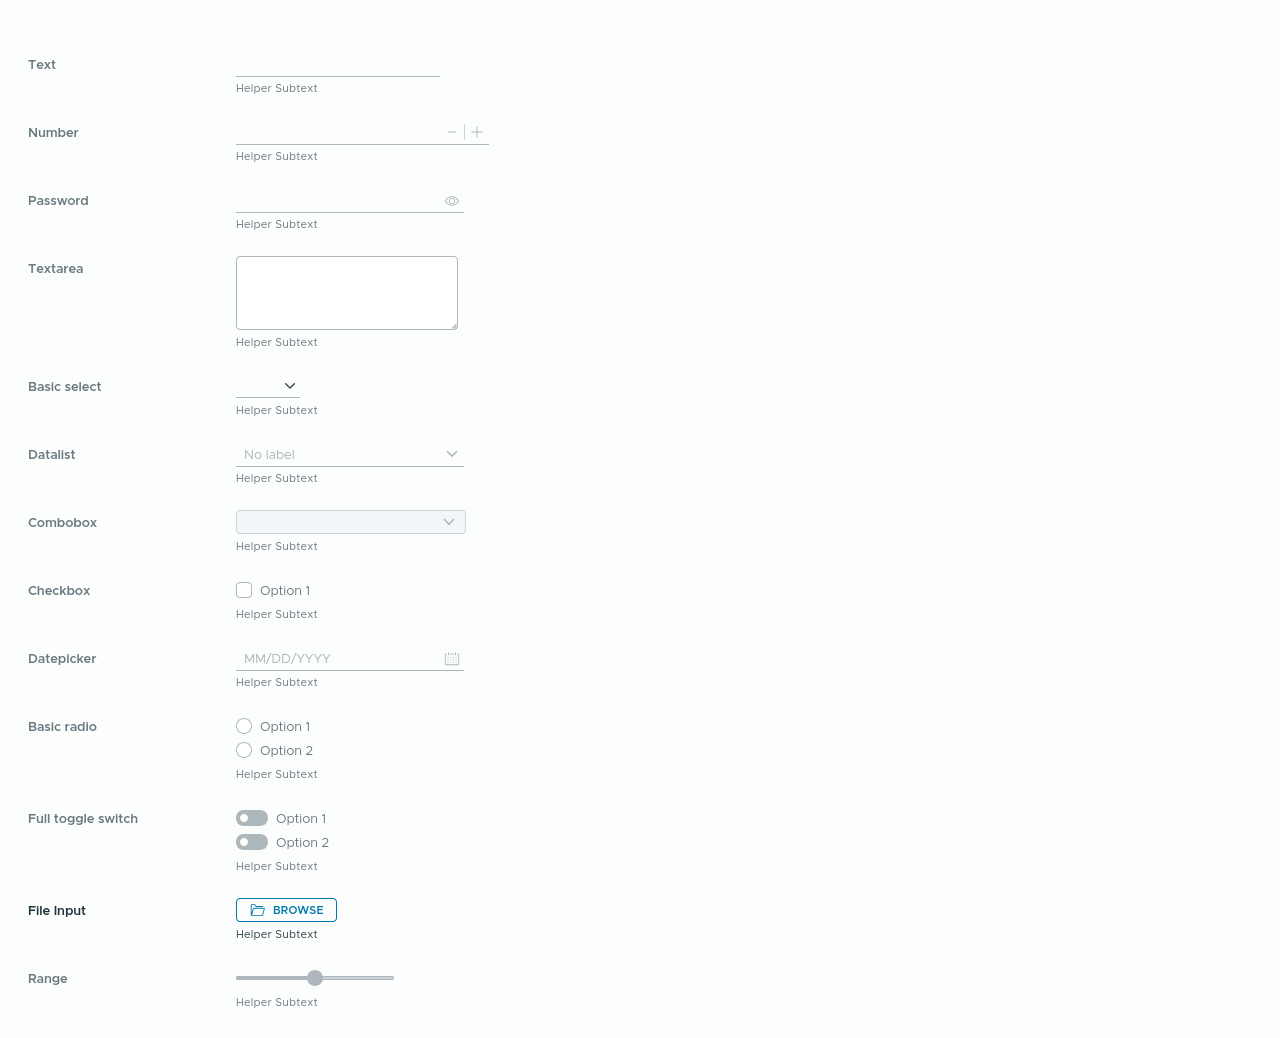 Text
Helper Subtext
Number
Helper Subtext
Password
Helper Subtext
Textarea
Helper Subtext
Basic select
Helper Subtext
Datalist
No label
Helper Subtext
Combobox
Helper Subtext
Checkbox
Option 1
Helper Subtext
Datepicker
MM/DD/YYYY
Helper Subtext
Basic radio
Option 1
Option 2
Helper Subtext
Full toggle switch
Option 1
Option 2
Helper Subtext
File Input
BROWSE
Helper Subtext
Range
Helper Subtext